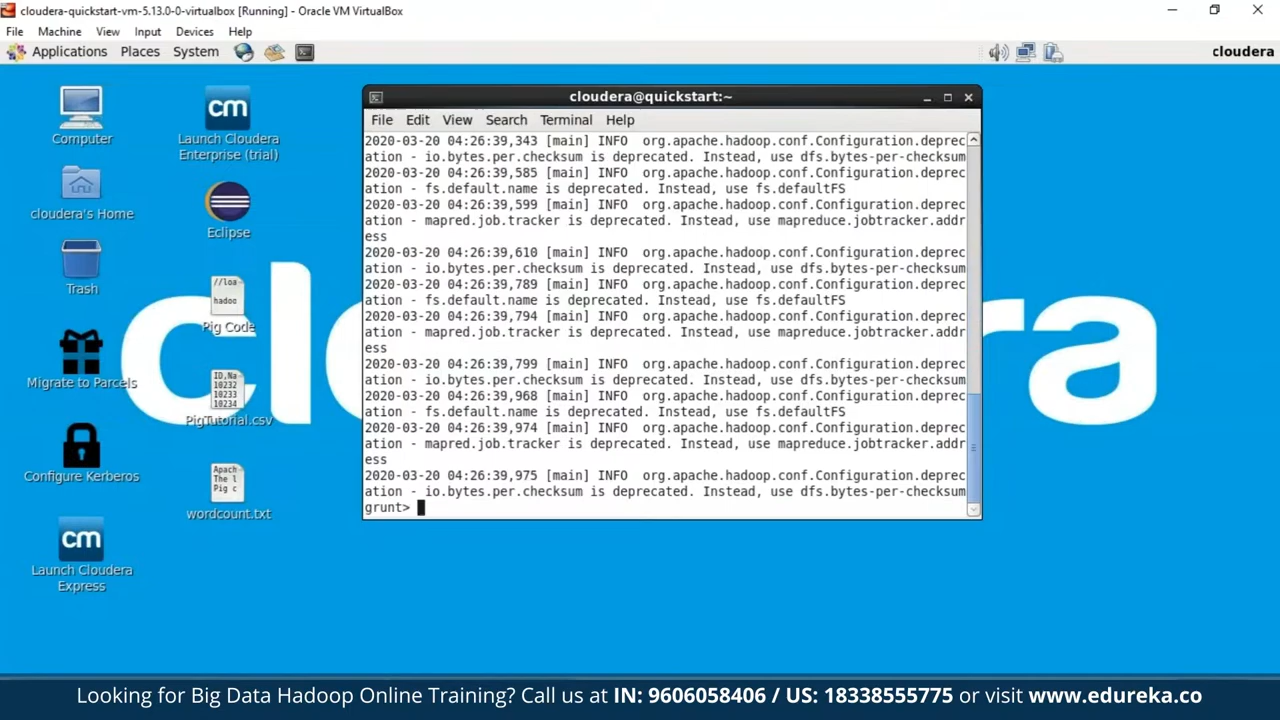 cloudera-quickstart-vm-5.13.0-0-virtualbox [Running] - Oracle VM VirtualBox
File Machine View Input Devices Help
Applications Places System
cloudera
Computer
cm
Launch Cloudera
Enterprise (trial)
cloudera's Home
Eclipse
Trash
//loa
hadoo
Pig Code
Migrate to Parcels
ID,Na
10232
10233
10234
PigTutorial.csv
Configure Kerberos
Apach
The l
Pig c
wordcount.txt
cm
Launch Cloudera
Express
cloudera@quickstart:~
File Edit View Search Terminal Help
2020-03-20 04:26:39,343 [main] INFO  org.apache.hadoop.conf.Configuration.deprec
ation - io.bytes.per.checksum is deprecated. Instead, use dfs.bytes-per-checksum
2020-03-20 04:26:39,585 [main] INFO  org.apache.hadoop.conf.Configuration.deprec
ation - fs.default.name is deprecated. Instead, use fs.defaultFS
2020-03-20 04:26:39,599 [main] INFO  org.apache.hadoop.conf.Configuration.deprec
ation - mapred.job.tracker is deprecated. Instead, use mapreduce.jobtracker.addr
ess
2020-03-20 04:26:39,610 [main] INFO  org.apache.hadoop.conf.Configuration.deprec
ation - io.bytes.per.checksum is deprecated. Instead, use dfs.bytes-per-checksum
2020-03-20 04:26:39,789 [main] INFO  org.apache.hadoop.conf.Configuration.deprec
ation - fs.default.name is deprecated. Instead, use fs.defaultFS
2020-03-20 04:26:39,794 [main] INFO  org.apache.hadoop.conf.Configuration.deprec
ation - mapred.job.tracker is deprecated. Instead, use mapreduce.jobtracker.addr
ess
2020-03-20 04:26:39,799 [main] INFO  org.apache.hadoop.conf.Configuration.deprec
ation - io.bytes.per.checksum is deprecated. Instead, use dfs.bytes-per-checksum
2020-03-20 04:26:39,968 [main] INFO  org.apache.hadoop.conf.Configuration.deprec
ation - fs.default.name is deprecated. Instead, use fs.defaultFS
2020-03-20 04:26:39,974 [main] INFO  org.apache.hadoop.conf.Configuration.deprec
ation - mapred.job.tracker is deprecated. Instead, use mapreduce.jobtracker.addr
ess
2020-03-20 04:26:39,975 [main] INFO  org.apache.hadoop.conf.Configuration.deprec
ation - io.bytes.per.checksum is deprecated. Instead, use dfs.bytes-per-checksum
grunt>
Looking for Big Data Hadoop Online Training? Call us at IN: 9606058406 / US: 18338555775 or visit www.edureka.co